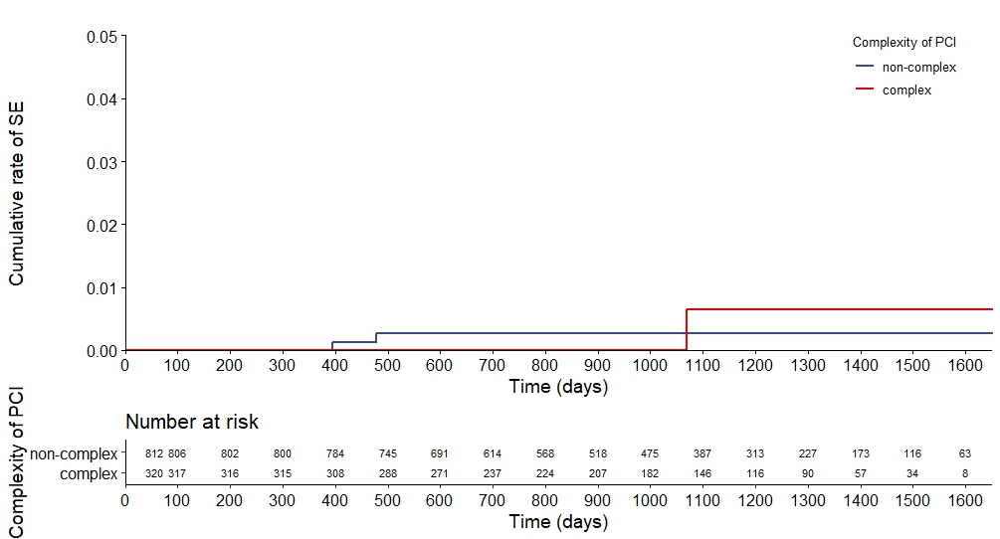 Cumulative rate of SE
0.05
0.04
0.03
0.02
0.01
0.00
Complexity of PCI
non-complex
complex
0 100 200 300 400 500 600 700 800 900 1000 1100 1200 1300 1400 1500 1600
Time (days)
Complexity of PCI
Number at risk
non-complex 812 806 802 800 784 745 691 614 568 518 475 387 313 227 173 116 63
complex 320 317 316 315 308 288 271 237 224 207 182 146 116 90 57 34 8
0 100 200 300 400 500 600 700 800 900 1000 1100 1200 1300 1400 1500 1600
Time (days)